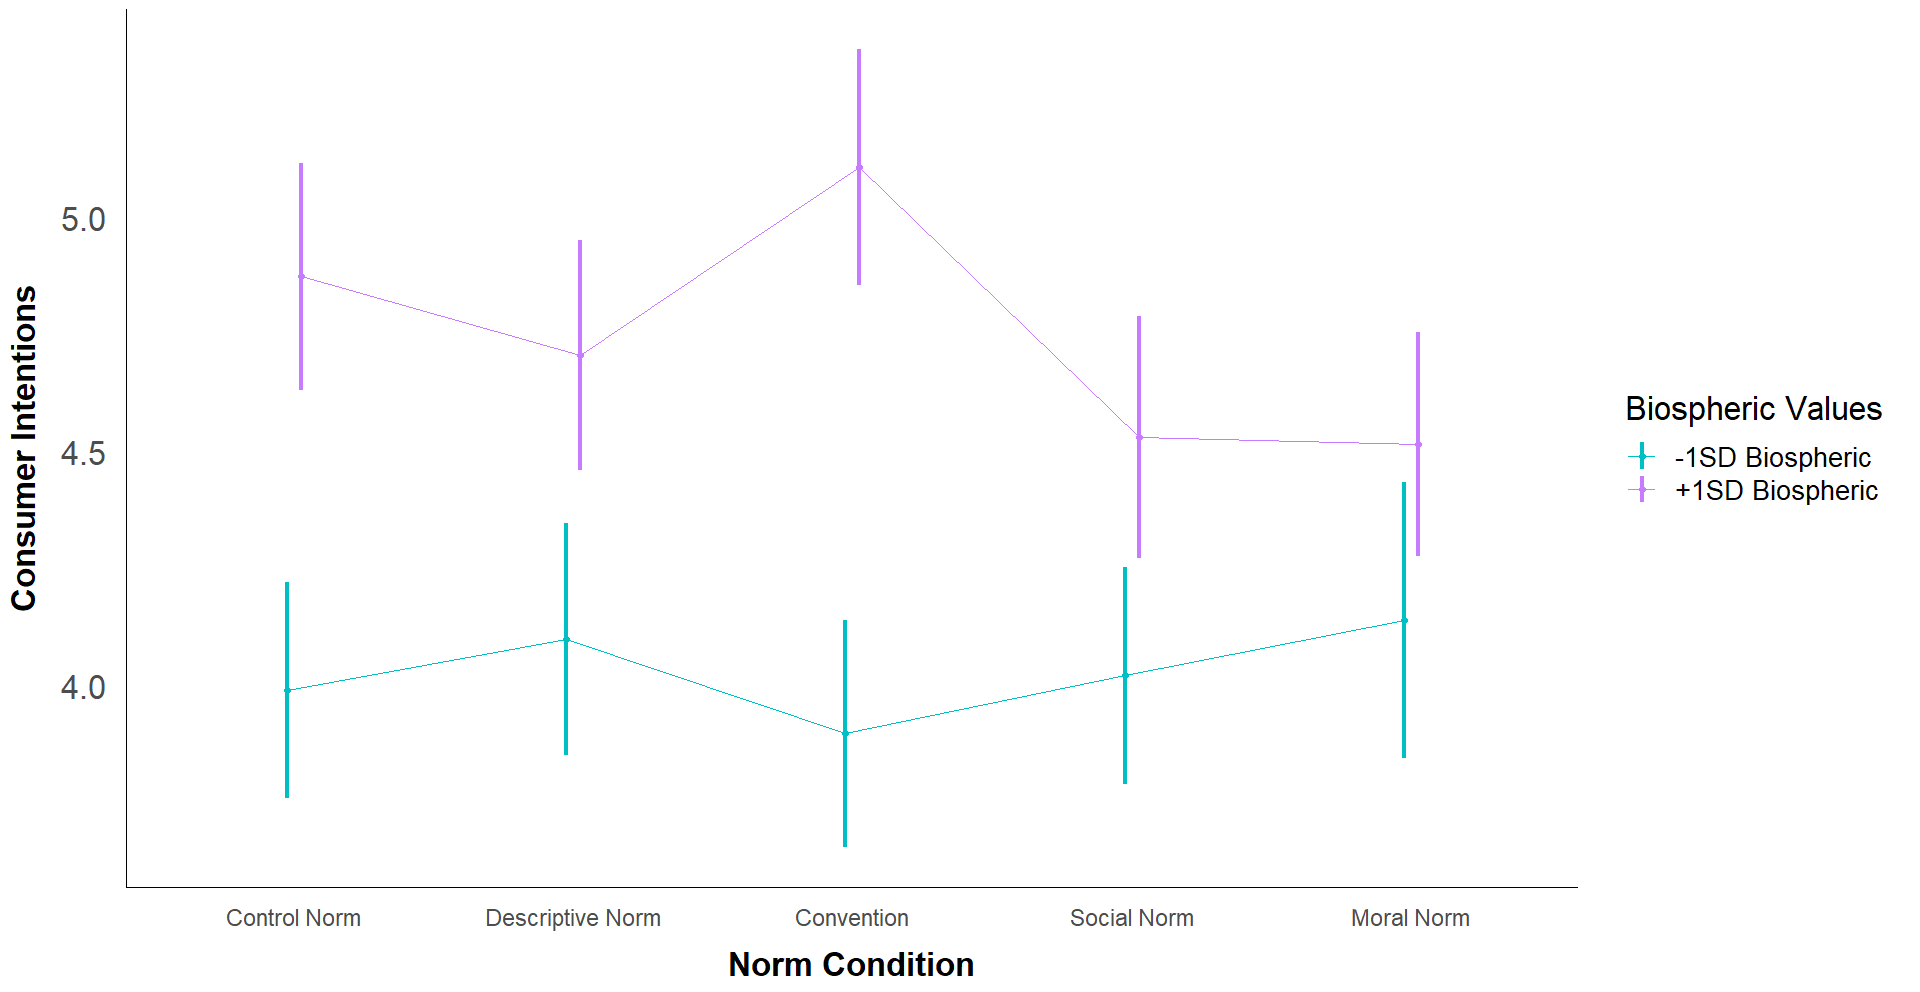 Consumer Intentions
5.0
4.5
4.0
Control Norm
Descriptive Norm
Convention
Social Norm
Moral Norm
Norm Condition
Biospheric Values
-1SD Biospheric
+1SD Biospheric